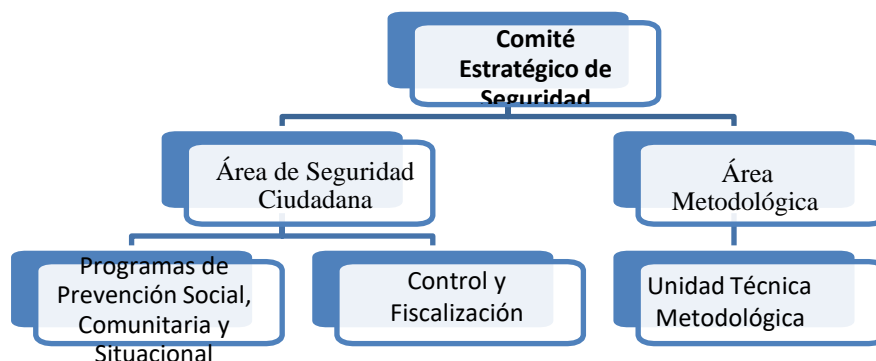 Comité
Estratégico de
Seguridad
Área de Seguridad
Ciudadana
Área
Metodológica
Programas de
Prevención Social,
Comunitaria y
Situacional
Control y
Fiscalización
Unidad Técnica
Metodológica